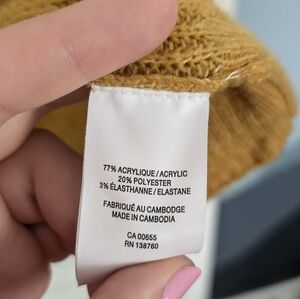 77% ACRYLIQUE / ACRYLIC
20% POLYESTER
3% ÉLASTHANNE / ELASTANE
FABRIQUÉ AU CAMBODGE
MADE IN CAMBODIA
CA 00655
RN 138760